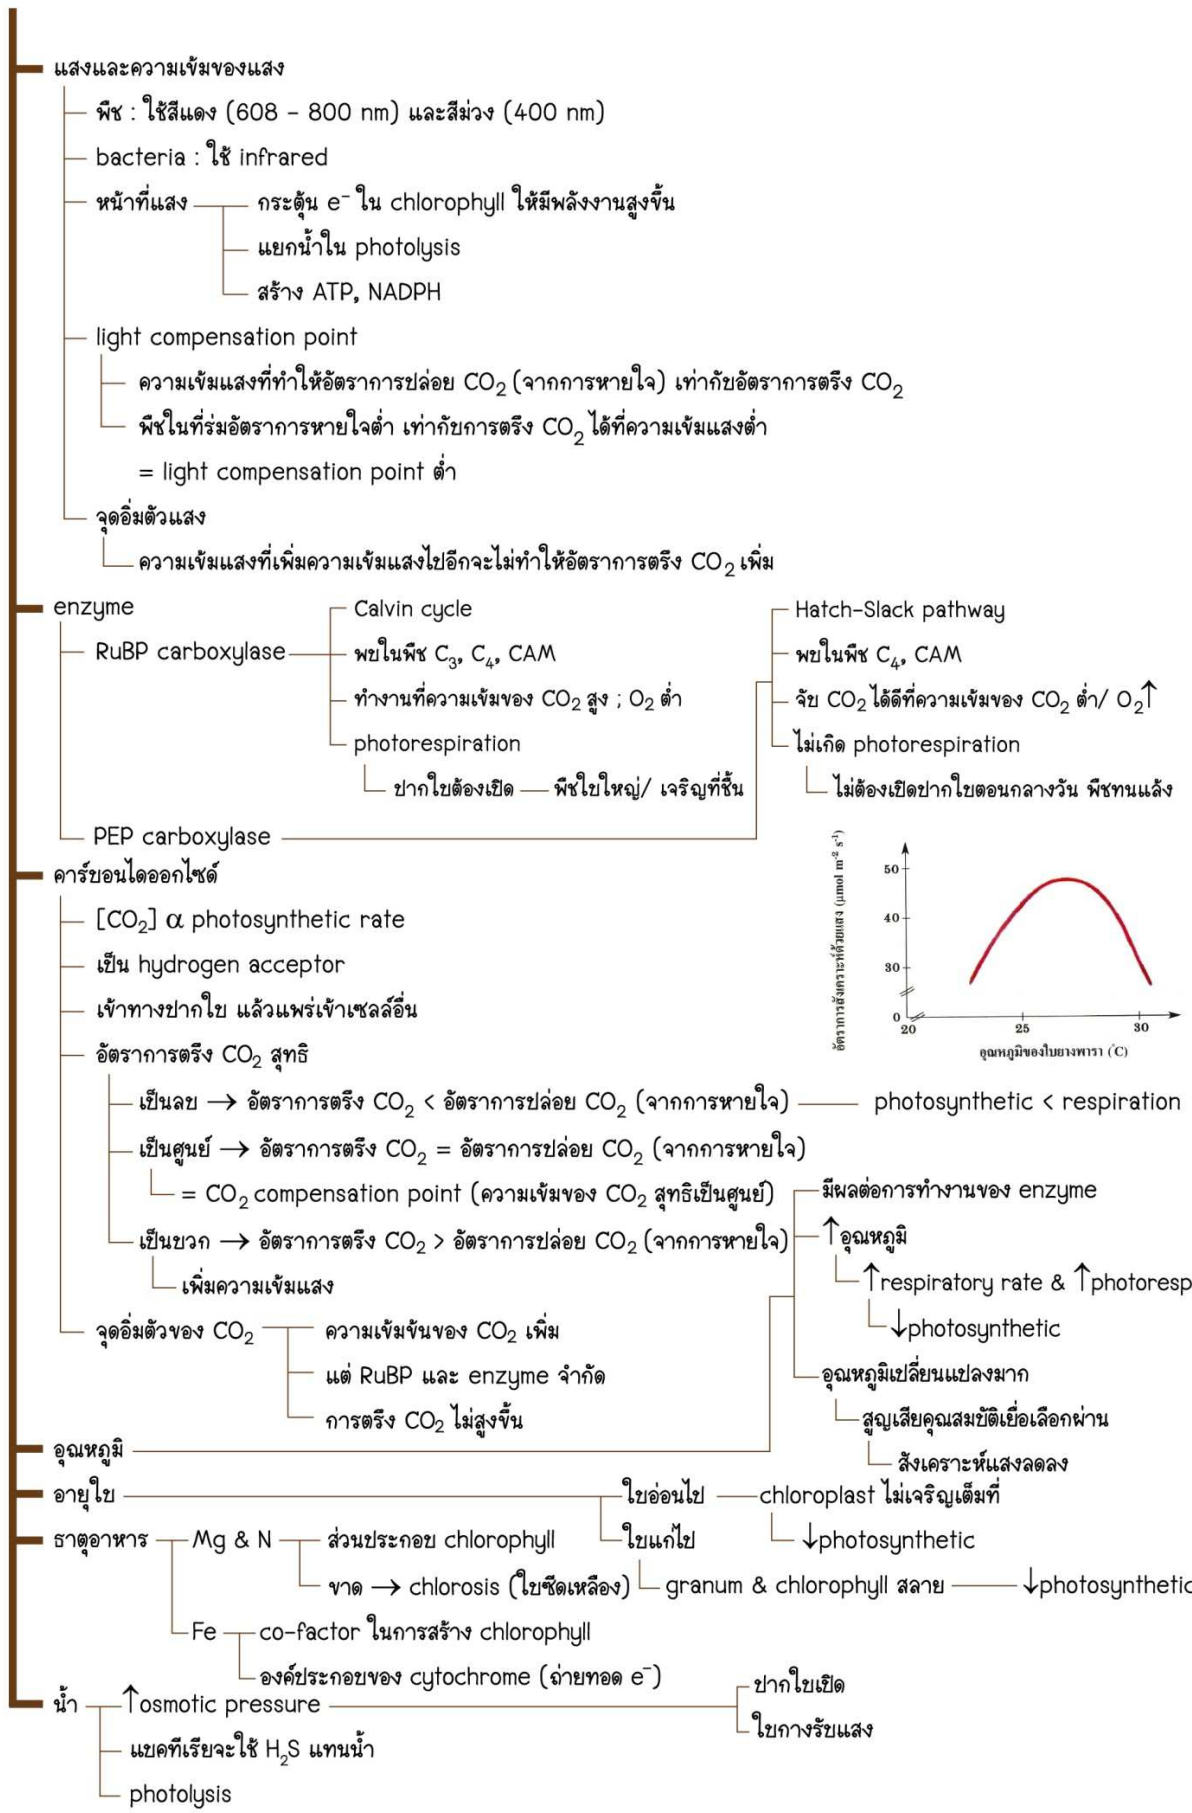 แสงและความเข้มของแสง
พืช : ใช้สีแดง (608 - 800 nm) และสีม่วง (400 nm)
bacteria : ใช้ infrared
หน้าที่แสง
กระตุ้น e⁻ ใน chlorophyll ให้มีพลังงานสูงขึ้น
แยกน้ำใน photolysis
สร้าง ATP, NADPH
light compensation point
ความเข้มแสงที่ทำให้อัตราการปล่อย CO₂ (จากการหายใจ) เท่ากับอัตราการตรึง CO₂
พืชในที่ร่มอัตราการหายใจต่ำ เท่ากับการตรึง CO₂ ได้ที่ความเข้มแสงต่ำ
= light compensation point ต่ำ
จุดอิ่มตัวแสง
ความเข้มแสงที่เพิ่มความเข้มแสงไปอีกจะไม่ทำให้อัตราการตรึง CO₂ เพิ่ม
enzyme
RuBP carboxylase
Calvin cycle
พบในพืช C₃, C₄, CAM
ทำงานที่ความเข้มของ CO₂ สูง ; O₂ ต่ำ
photorespiration
ปากใบต้องเปิด
พืชใบใหญ่/ เจริญที่ชื้น
PEP carboxylase
Hatch-Slack pathway
พบในพืช C₄, CAM
จับ CO₂ ได้ดีที่ความเข้มของ CO₂ ต่ำ/ O₂↑
ไม่เกิด photorespiration
ไม่ต้องเปิดปากใบตอนกลางวัน พืชทนแล้ง
คาร์บอนไดออกไซด์
[CO₂] α photosynthetic rate
เป็น hydrogen acceptor
เข้าทางปากใบ แล้วแพร่เข้าเซลล์อื่น
อัตราการตรึง CO₂ สุทธิ
เป็นลบ → อัตราการตรึง CO₂ < อัตราการปล่อย CO₂ (จากการหายใจ)
photosynthetic < respiration
เป็นศูนย์ → อัตราการตรึง CO₂ = อัตราการปล่อย CO₂ (จากการหายใจ)
= CO₂ compensation point (ความเข้มของ CO₂ สุทธิเป็นศูนย์)
เป็นบวก → อัตราการตรึง CO₂ > อัตราการปล่อย CO₂ (จากการหายใจ)
เพิ่มความเข้มแสง
จุดอิ่มตัวของ CO₂
ความเข้มข้นของ CO₂ เพิ่ม
แต่ RuBP และ enzyme จำกัด
การตรึง CO₂ ไม่สูงขึ้น
อัตราการสังเคราะห์ด้วยแสง (μmol m⁻² s⁻¹)
50
40
30
0
20
25
30
อุณหภูมิของใบยางพารา (°C)
อุณหภูมิ
มีผลต่อการทำงานของ enzyme
↑อุณหภูมิ
↑respiratory rate & ↑photoresp
↓photosynthetic
อุณหภูมิเปลี่ยนแปลงมาก
สูญเสียคุณสมบัติเยื่อเลือกผ่าน
สังเคราะห์แสงลดลง
อายุใบ
ใบอ่อนไป
chloroplast ไม่เจริญเต็มที่
↓photosynthetic
ใบแก่ไป
granum & chlorophyll สลาย
↓photosynthetic
ธาตุอาหาร
Mg & N
ส่วนประกอบ chlorophyll
ขาด → chlorosis (ใบซีดเหลือง)
Fe
co-factor ในการสร้าง chlorophyll
องค์ประกอบของ cytochrome (ถ่ายทอด e⁻)
น้ำ
↑osmotic pressure
ปากใบเปิด
ใบกางรับแสง
แบคทีเรียจะใช้ H₂S แทนน้ำ
photolysis